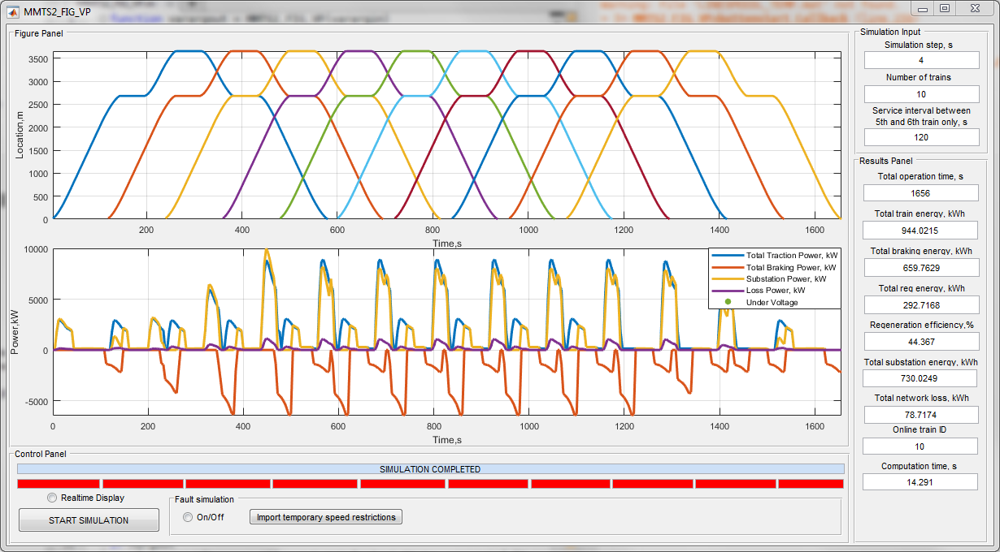 MMTS2_FIG_VP
Figure Panel
3500
3000
2500
2000
1500
1000
500
0
Location,m
200
400
600
800
1000
1200
1400
1600
Time,s
10000
5000
0
-5000
Power,kW
Total Traction Power, kW
Total Braking Power, kW
Substation Power, kW
Loss Power, kW
Under Voltage
0
200
400
600
800
1000
1200
1400
1600
Time,s
Control Panel
SIMULATION COMPLETED
Realtime Display
START SIMULATION
Fault simulation
On/Off
Import temporary speed restrictions
Simulation Input
Simulation step, s
4
Number of trains
10
Service interval between
5th and 6th train only, s
120
Results Panel
Total operation time, s
1656
Total train energy, kWh
944.0215
Total braking energy, kWh
659.7629
Total reg energy, kWh
292.7168
Regeneration efficiency,%
44.367
Total substation energy, kWh
730.0249
Total network loss, kWh
78.7174
Online train ID
10
Computation time, s
14.291